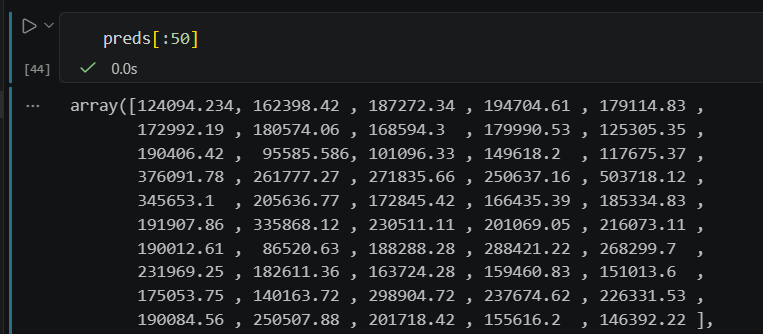 preds[:50]
[44]
0.0s
... array([124094.234, 162398.42 , 187272.34 , 194704.61 , 179114.83 ,
172992.19 , 180574.06 , 168594.3  , 179990.53 , 125305.35 ,
190406.42 ,  95585.586, 101096.33 , 149618.2  , 117675.37 ,
376091.78 , 261777.27 , 271835.66 , 250637.16 , 503718.12 ,
345653.1  , 205636.77 , 172845.42 , 166435.39 , 185334.83 ,
191907.86 , 335868.12 , 230511.11 , 201069.05 , 216073.11 ,
190012.61 ,  86520.63 , 188288.28 , 288421.22 , 268299.7  ,
231969.25 , 182611.36 , 163724.28 , 159460.83 , 151013.6  ,
175053.75 , 140163.72 , 298904.72 , 237674.62 , 226331.53 ,
190084.56 , 250507.88 , 201718.42 , 155616.2  , 146392.22 ],